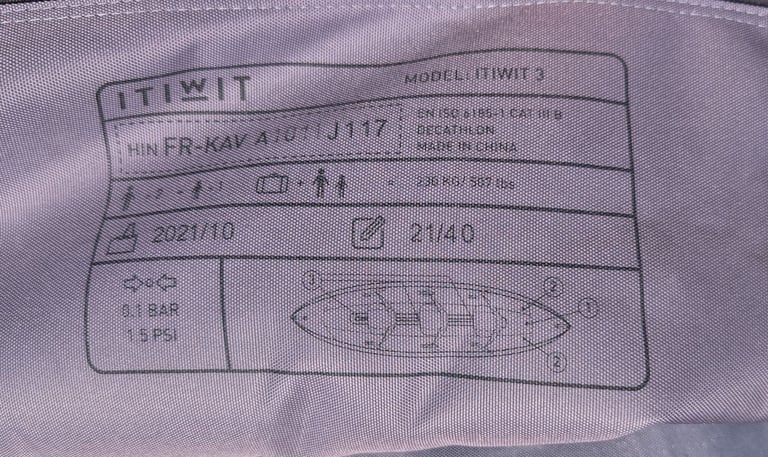 ITIWIT
MODEL: ITIWIT 3
HIN FR-KAV A1011 J117
EN ISO 6185-1 CAT III B
DECATHLON
MADE IN CHINA
230 KG/ 507 lbs
2021/10
21/40
0.1 BAR
1.5 PSI
3
2
1
2